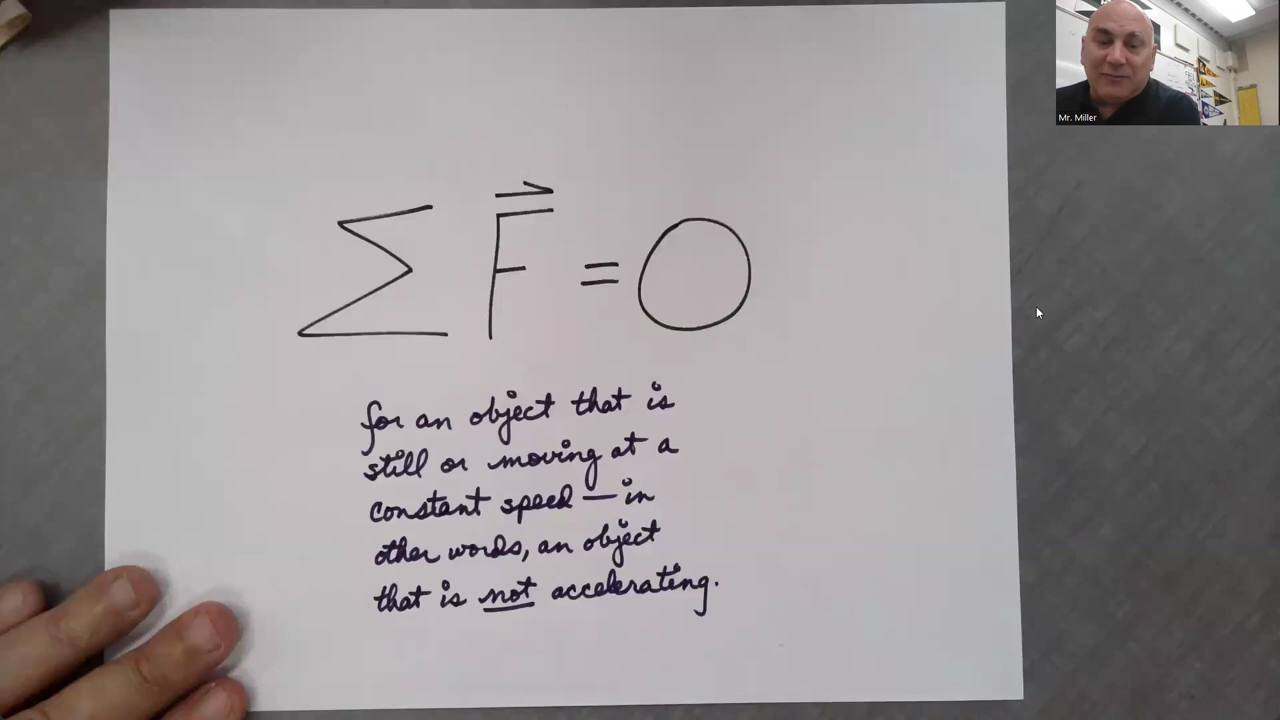 Mr. Miller
∑ F⃗ = 0
for an object that is
still or moving at a
constant speed — in
other words, an object
that is not accelerating.